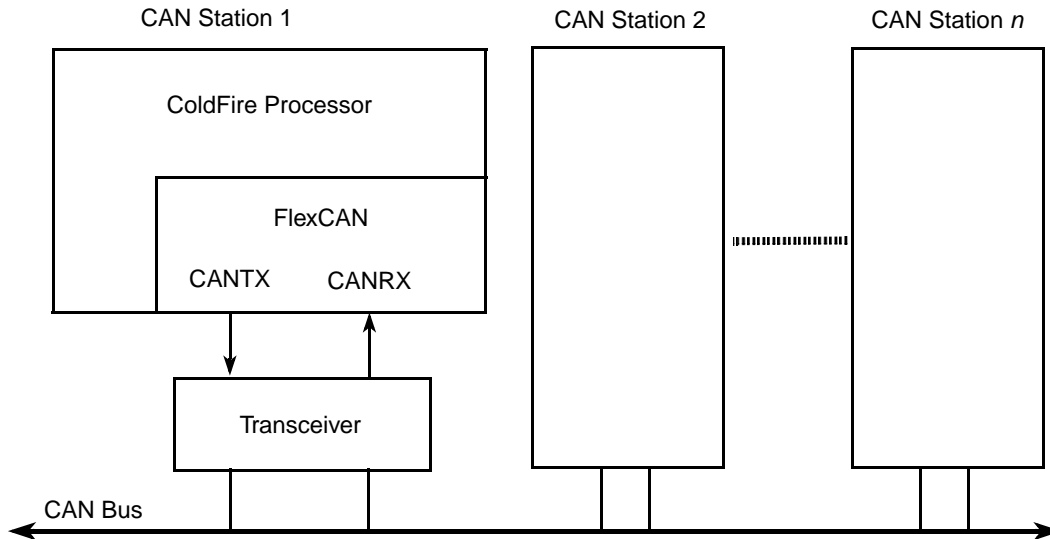 CAN Station 1
CAN Station 2
CAN Station n
ColdFire Processor
FlexCAN
CANTX
CANRX
Transceiver
CAN Bus